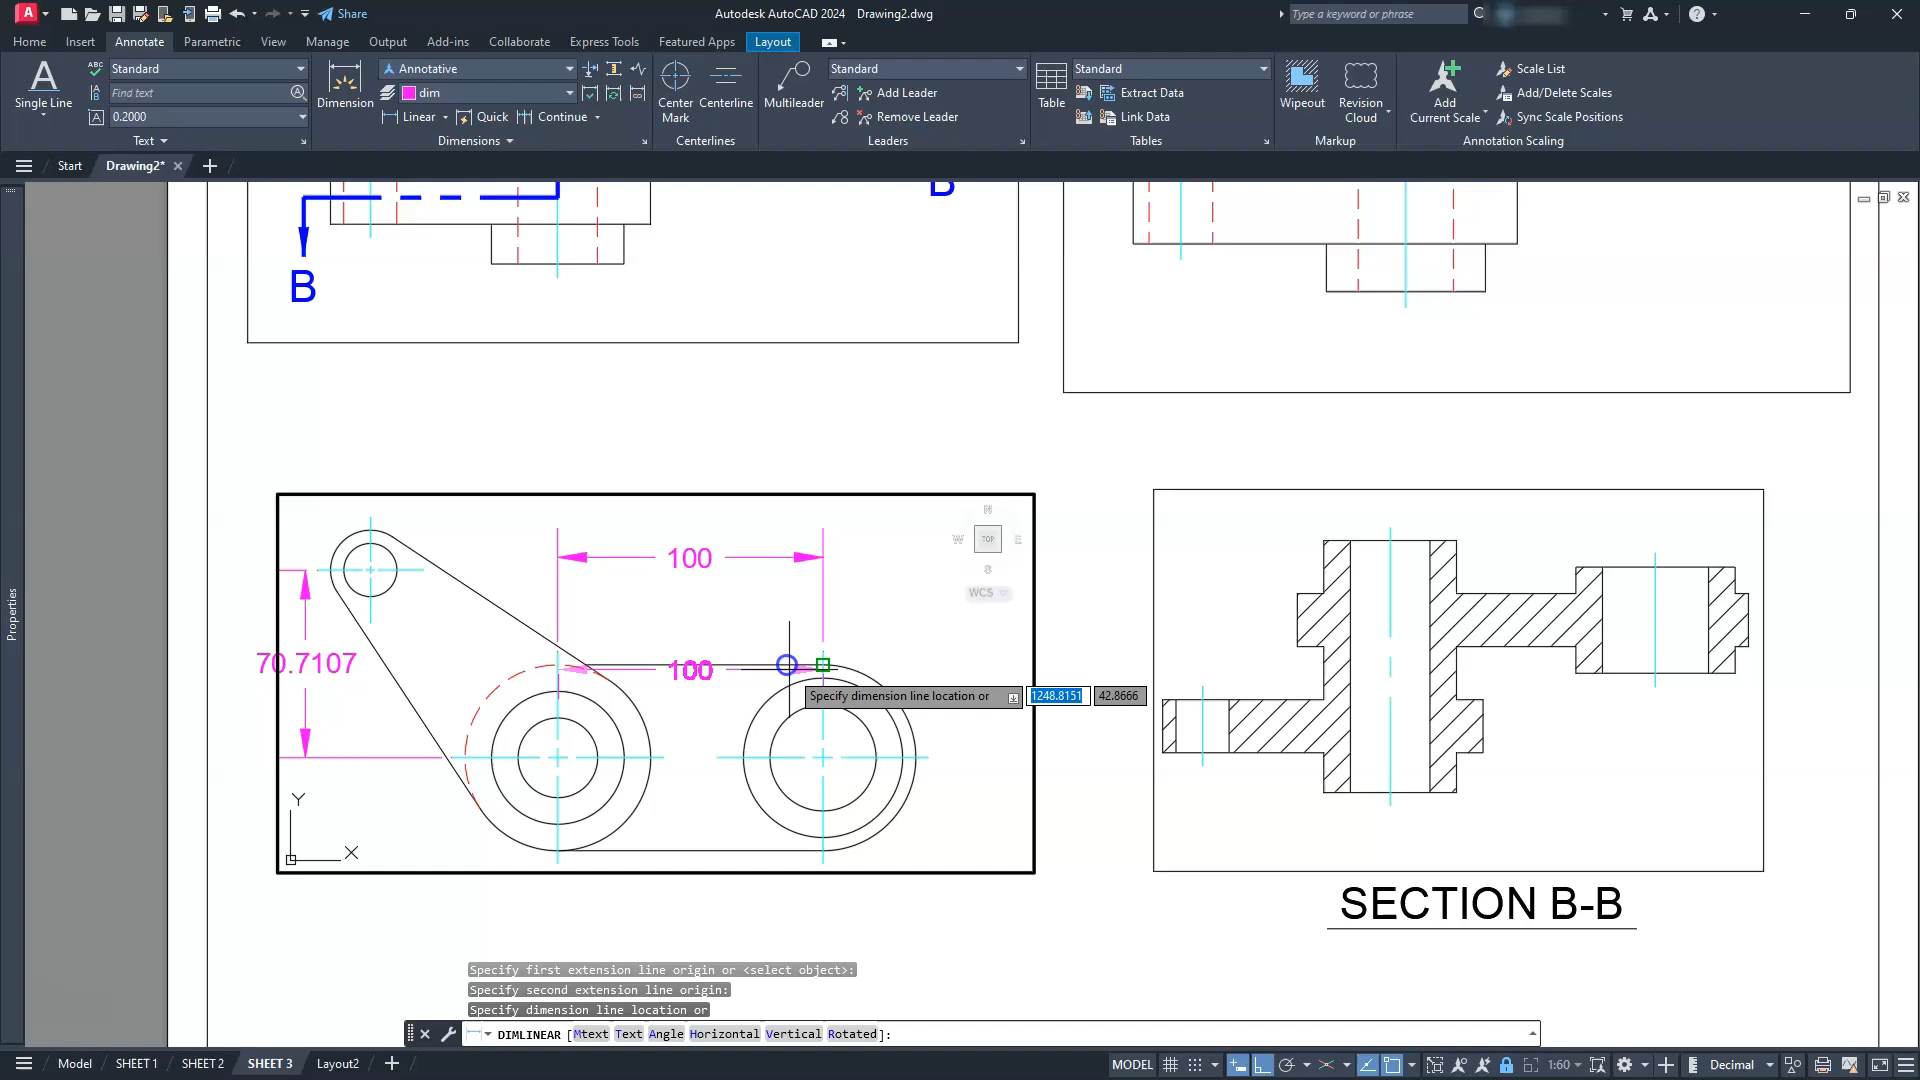 A
Share
Autodesk AutoCAD 2024 Drawing2.dwg
Type a keyword or phrase
Home Insert Annotate Parametric View Manage Output Add-ins Collaborate Express Tools Featured Apps Layout
A
Single Line
ABC Standard
Find text
0.2000
Text
Dimension
Annotative
dim
Linear Quick Continue
Dimensions
Center Mark
Centerline
Centerlines
Multileader
Standard
Add Leader
Remove Leader
Leaders
Table
Standard
Extract Data
Link Data
Tables
Wipeout
Revision Cloud
Markup
Add Current Scale
Scale List
Add/Delete Scales
Sync Scale Positions
Annotation Scaling
Start Drawing2*
Properties
B
B
100
70.7107
100
N
W TOP E
S
WCS
Specify dimension line location or 1248.8151 42.8666
Y
X
SECTION B-B
Specify first extension line origin or <select object>:
Specify second extension line origin:
Specify dimension line location or
DIMLINEAR [Mtext Text Angle Horizontal Vertical Rotated]:
Model SHEET 1 SHEET 2 SHEET 3 Layout2
MODEL 1:60 Decimal